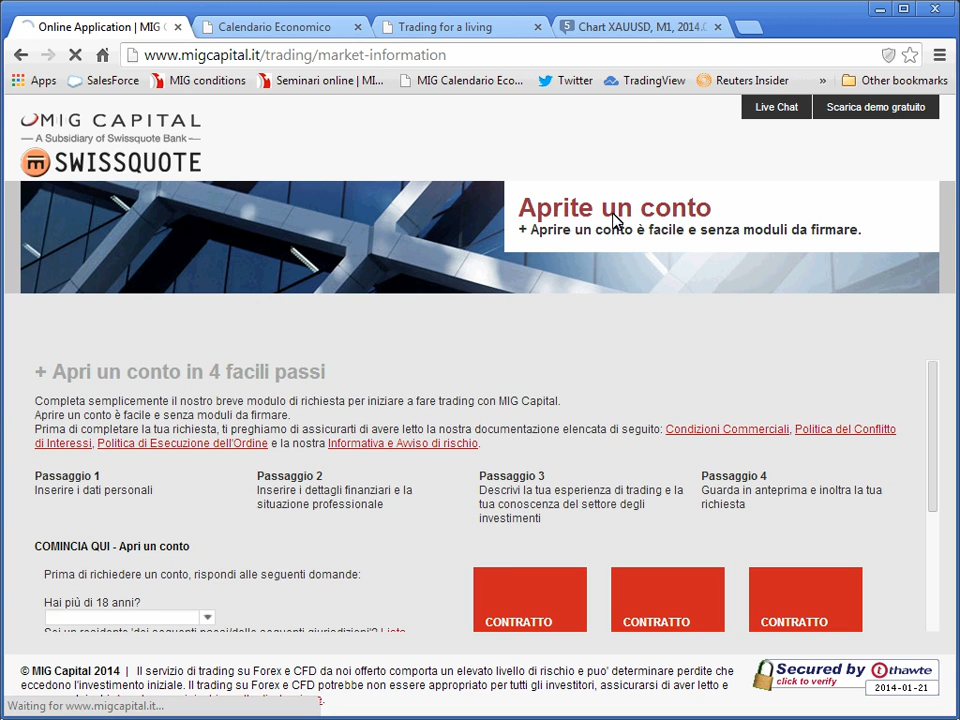 Online Application | MIG C
Calendario Economico
Trading for a living
Chart XAUUSD, M1, 2014.0
www.migcapital.it/trading/market-information
Apps
SalesForce
MIG conditions
Seminari online | MI...
MIG Calendario Eco...
Twitter
TradingView
Reuters Insider
»
Other bookmarks
Live Chat
Scarica demo gratuito
MIG CAPITAL
— A Subsidiary of Swissquote Bank —
SWISSQUOTE
Aprite un conto
+ Aprire un conto è facile e senza moduli da firmare.
+ Apri un conto in 4 facili passi
Completa semplicemente il nostro breve modulo di richiesta per iniziare a fare trading con MIG Capital.
Aprire un conto è facile e senza moduli da firmare.
Prima di completare la tua richiesta, ti preghiamo di assicurarti di avere letto la nostra documentazione elencata di seguito: Condizioni Commerciali, Politica del Conflitto
di Interessi, Politica di Esecuzione dell'Ordine e la nostra Informativa e Avviso di rischio.
Passaggio 1
Inserire i dati personali
Passaggio 2
Inserire i dettagli finanziari e la
situazione professionale
Passaggio 3
Descrivi la tua esperienza di trading e la
tua conoscenza del settore degli
investimenti
Passaggio 4
Guarda in anteprima e inoltra la tua
richiesta
COMINCIA QUI - Apri un conto
Prima di richiedere un conto, rispondi alle seguenti domande:
Hai più di 18 anni?
Sei un residente 'dei seguenti paesi/delle seguenti giurisdizioni'? Lista
CONTRATTO
CONTRATTO
CONTRATTO
© MIG Capital 2014 | Il servizio di trading su Forex e CFD da noi offerto comporta un elevato livello di rischio e puo' determinare perdite che
eccedono l'investimento iniziale. Il trading su Forex e CFD potrebbe non essere appropriato per tutti gli investitori, assicurarsi di aver letto e
Secured by thawte
click to verify
2014-01-21
Waiting for www.migcapital.it...